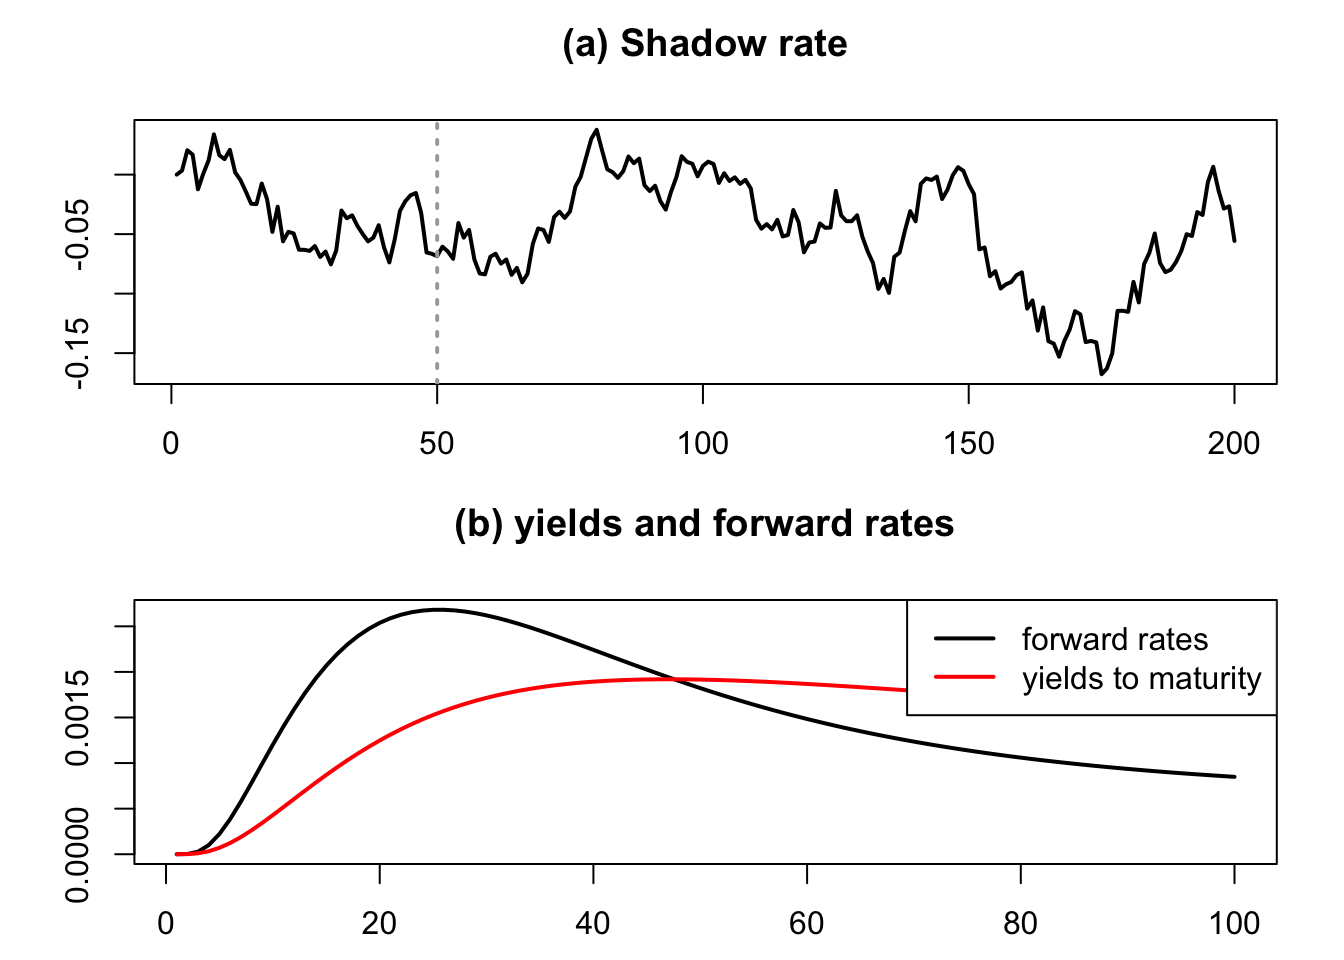 (a) Shadow rate
-0.05
-0.15
0 50 100 150 200
(b) yields and forward rates
forward rates
yields to maturity
0.0015
0.0000
0 20 40 60 80 100